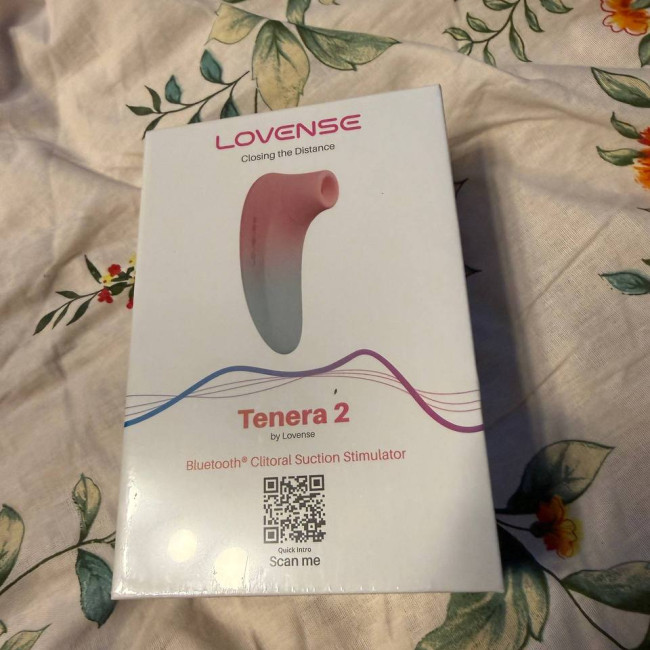 LOVENSE
Closing the Distance
Tenera 2
by Lovense
Bluetooth® Clitoral Suction Stimulator
Quick Intro
Scan me